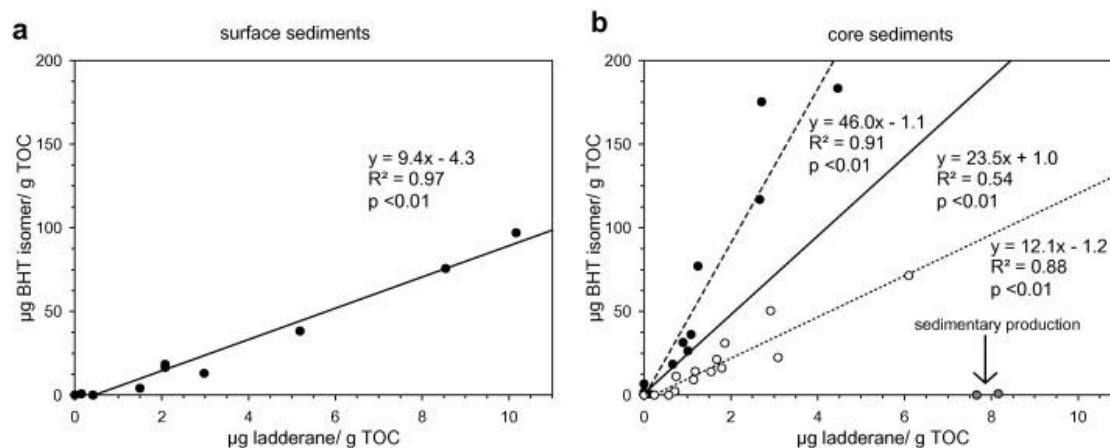 a
surface sediments
200
150
100
50
0
µg BHT isomer/ g TOC
y = 9.4x - 4.3
R² = 0.97
p <0.01
0 2 4 6 8 10
µg ladderane/ g TOC
b
core sediments
200
150
100
50
0
µg BHT isomer/ g TOC
y = 46.0x - 1.1
R² = 0.91
p <0.01
y = 23.5x + 1.0
R² = 0.54
p <0.01
y = 12.1x - 1.2
R² = 0.88
p <0.01
sedimentary production
0 2 4 6 8 10
µg ladderane/ g TOC